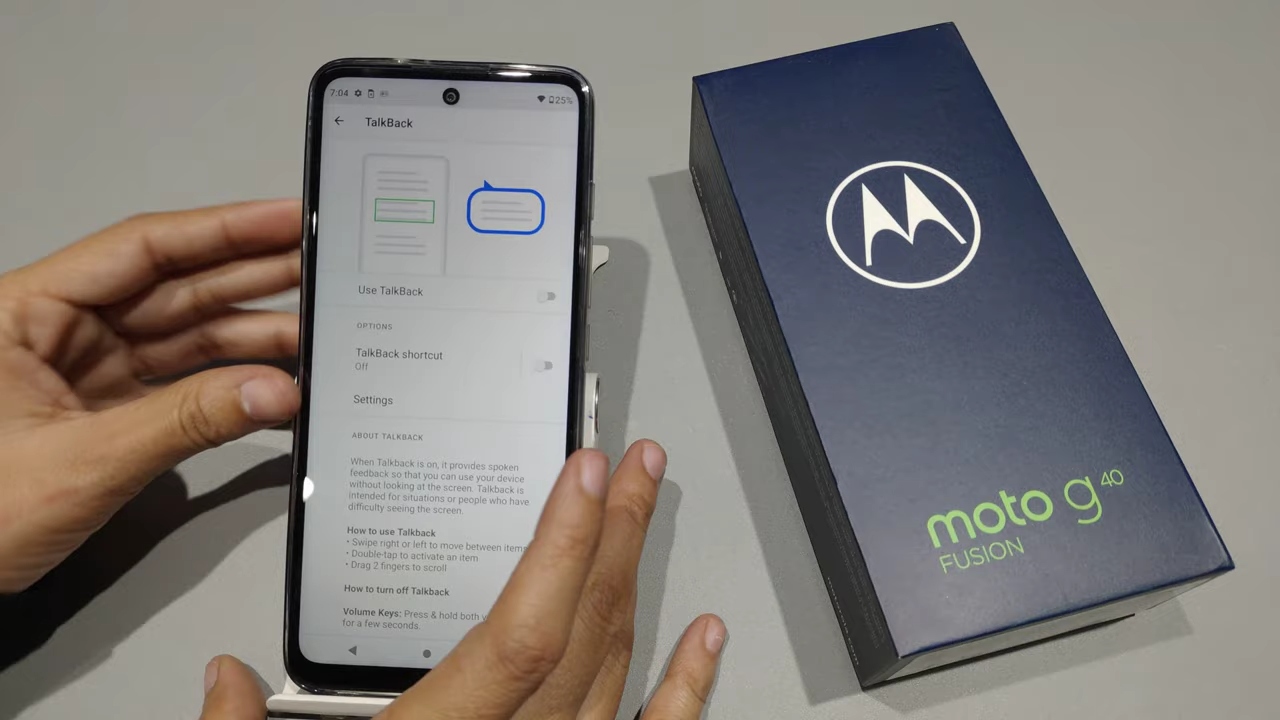 7:04
25%
TalkBack
Use TalkBack
OPTIONS
TalkBack shortcut
Off
Settings
ABOUT TALKBACK
When Talkback is on, it provides spoken
feedback so that you can use your device
without looking at the screen. Talkback is
intended for situations or people who have
difficulty seeing the screen.
How to use Talkback
• Swipe right or left to move between items
• Double-tap to activate an item
• Drag 2 fingers to scroll
How to turn off Talkback
Volume Keys: Press & hold both
for a few seconds.
moto g 40
FUSION